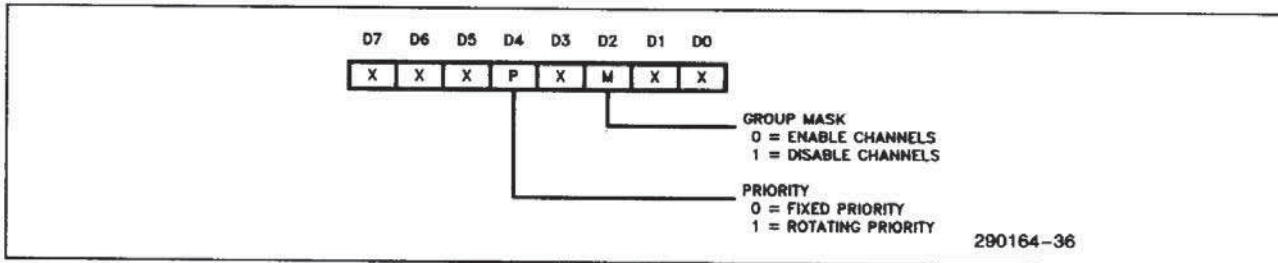 D7 D6 D5 D4 D3 D2 D1 D0
X X X P X M X X
GROUP MASK
0 = ENABLE CHANNELS
1 = DISABLE CHANNELS
PRIORITY
0 = FIXED PRIORITY
1 = ROTATING PRIORITY
290164-36